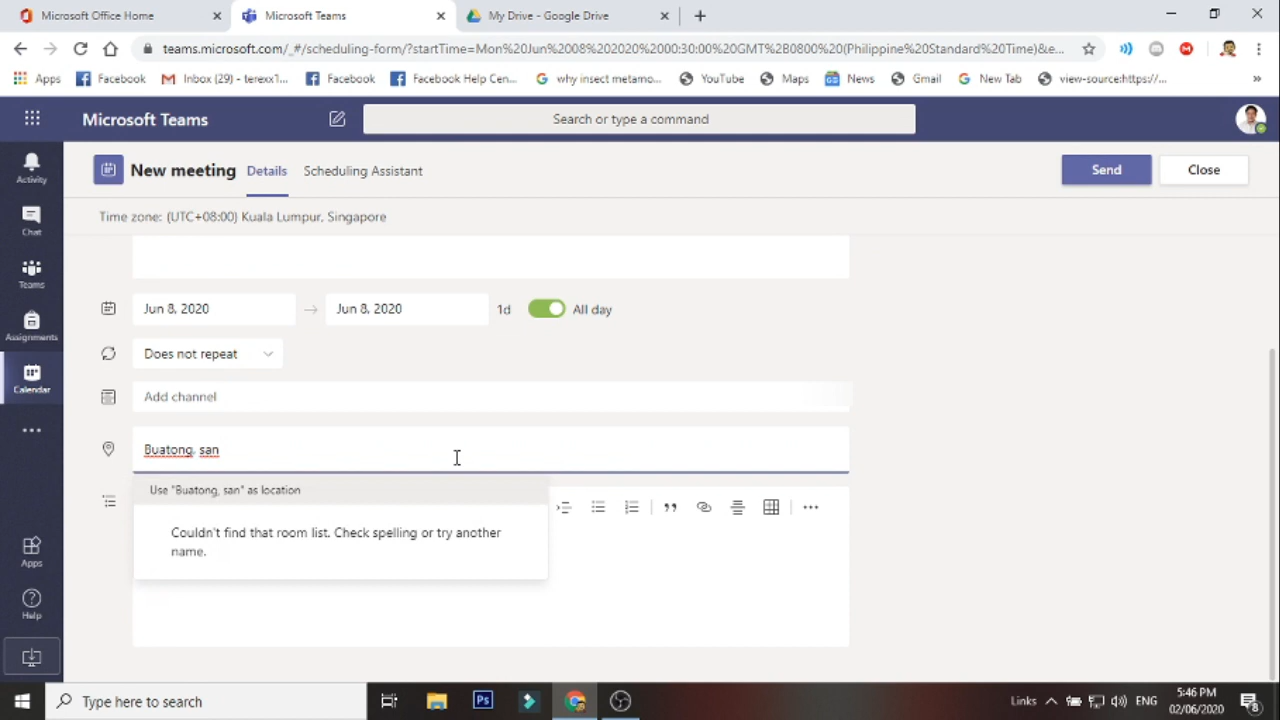 Microsoft Office Home
Microsoft Teams
My Drive - Google Drive
teams.microsoft.com/_#/scheduling-form/?startTime=Mon%20Jun%2008%202020%2000:30:00%20GMT%2B0800%20(Philippine%20Standard%20Time)&e...
Apps
Facebook
Inbox (29) - terexx1...
Facebook
Facebook Help Cen...
why insect metamo...
YouTube
Maps
News
Gmail
New Tab
view-source:https://...
»
Microsoft Teams
Search or type a command
Activity
Chat
Teams
Assignments
Calendar
Apps
Help
New meeting
Details
Scheduling Assistant
Send
Close
Time zone: (UTC+08:00) Kuala Lumpur, Singapore
Jun 8, 2020
Jun 8, 2020
1d
All day
Does not repeat
Add channel
Buatong, san
Use "Buatong, san" as location
Couldn't find that room list. Check spelling or try another
name.
Type here to search
Ps
Links
ENG
5:46 PM
02/06/2020
8